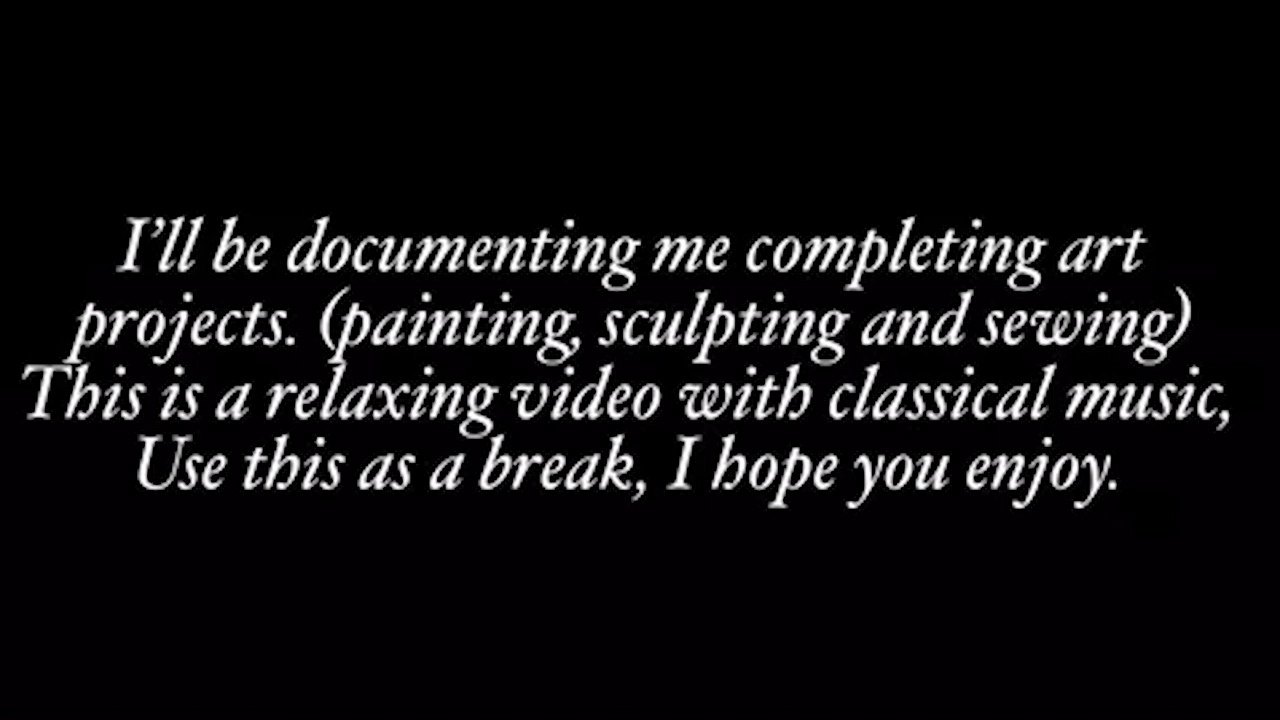 I’ll be documenting me completing art
projects. (painting, sculpting and sewing)
This is a relaxing video with classical music,
Use this as a break, I hope you enjoy.